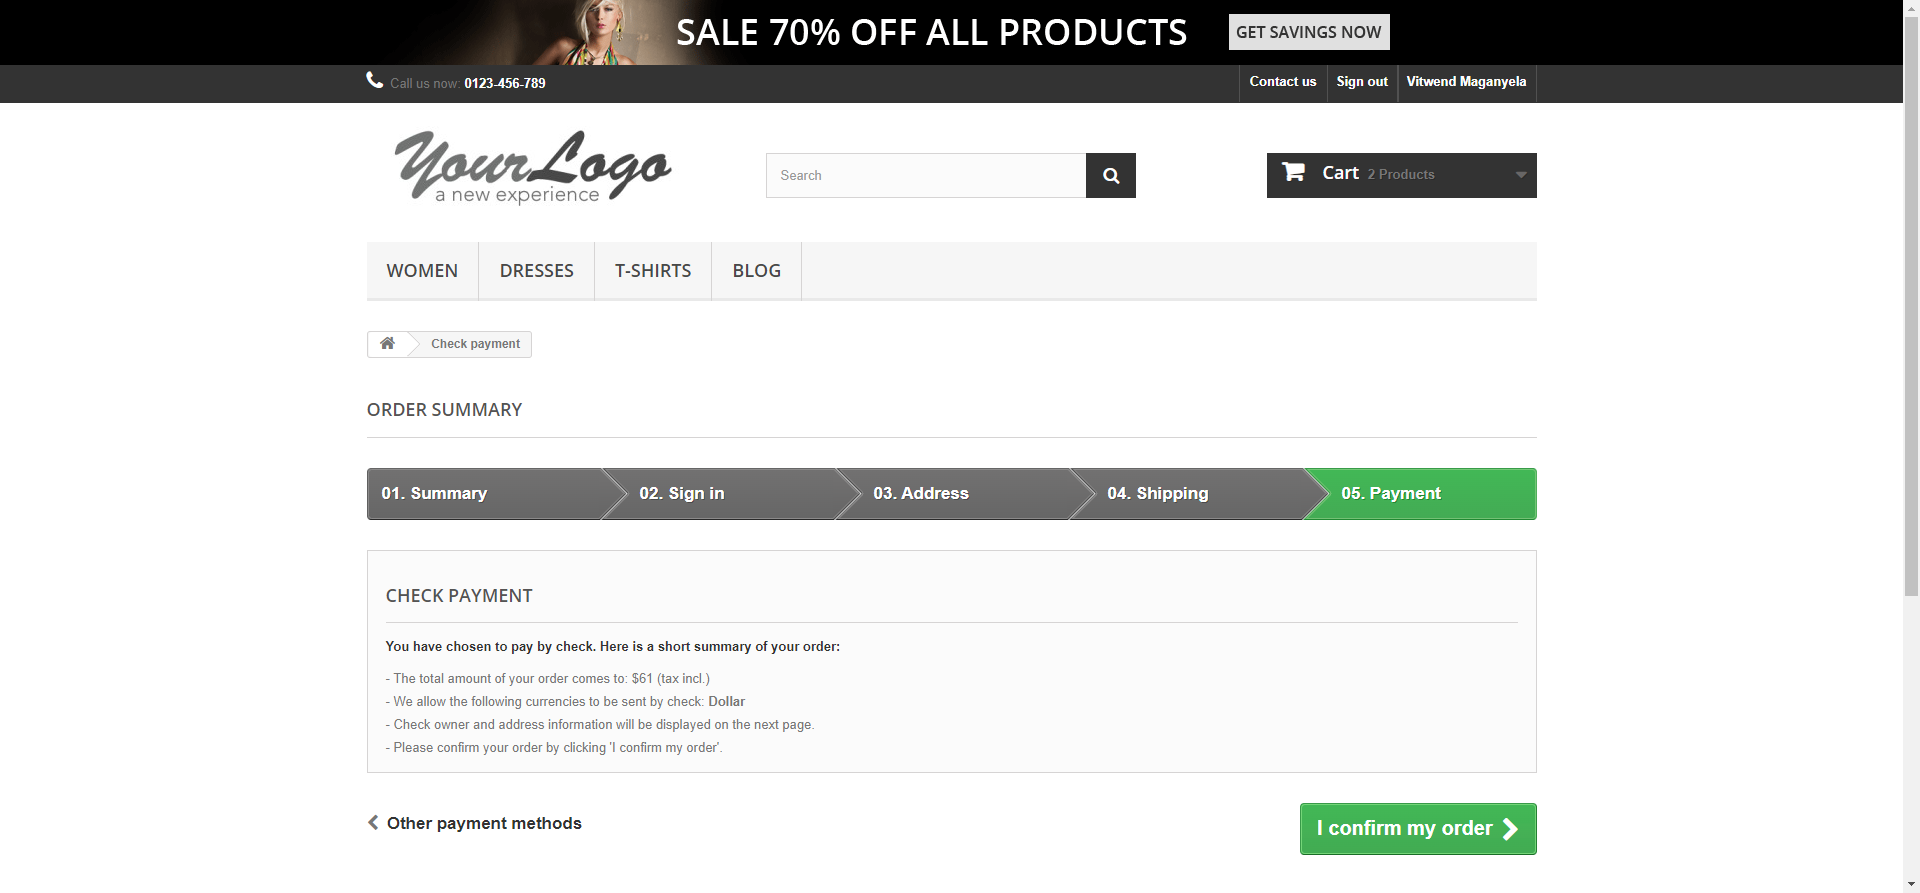 SALE 70% OFF ALL PRODUCTS
GET SAVINGS NOW
Call us now: 0123-456-789
Contact us
Sign out
Vitwend Maganyela
YourLogo
a new experience
Search
Cart 2 Products
WOMEN
DRESSES
T-SHIRTS
BLOG
Check payment
ORDER SUMMARY
01. Summary
02. Sign in
03. Address
04. Shipping
05. Payment
CHECK PAYMENT
You have chosen to pay by check. Here is a short summary of your order:
- The total amount of your order comes to: $61 (tax incl.)
- We allow the following currencies to be sent by check: Dollar
- Check owner and address information will be displayed on the next page.
- Please confirm your order by clicking 'I confirm my order'.
Other payment methods
I confirm my order